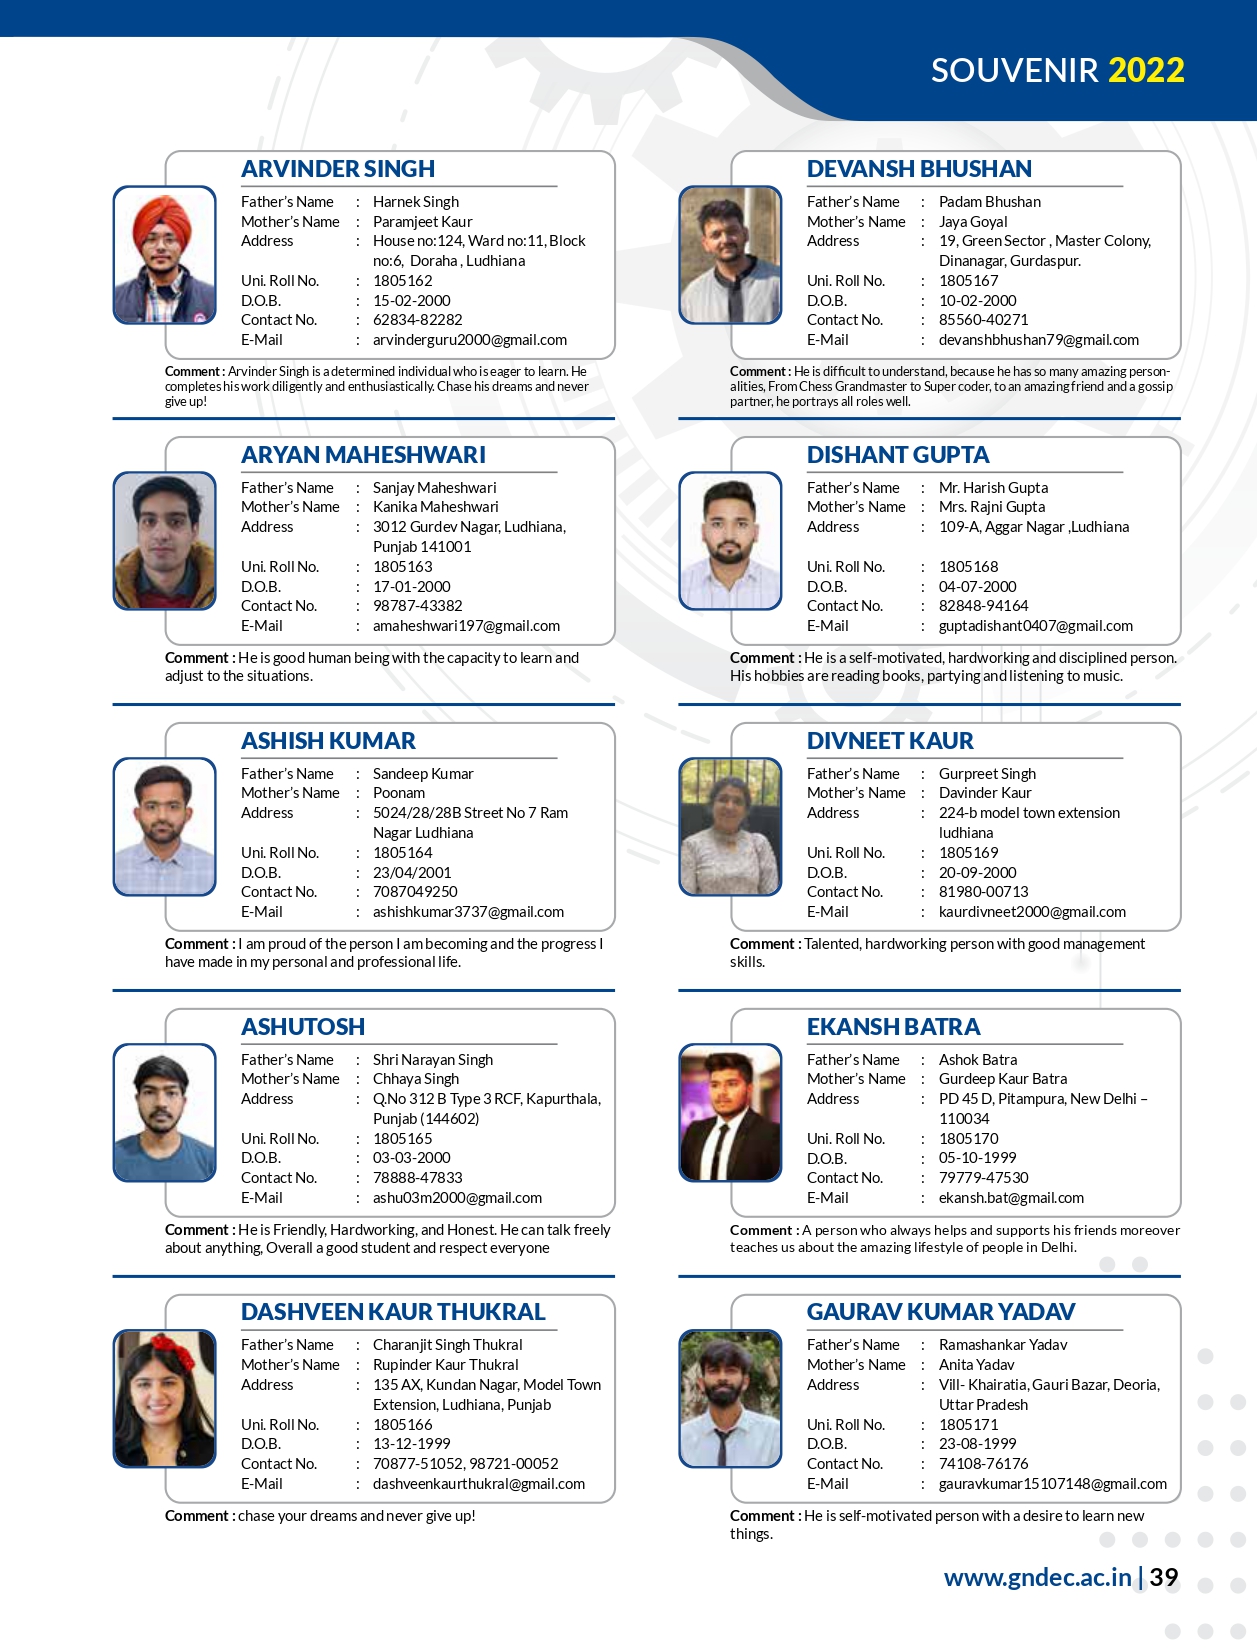 SOUVENIR 2022
ARVINDER SINGH
Father's Name : Harnek Singh
Mother's Name : Paramjeet Kaur
Address : House no:124, Ward no:11, Block
no:6, Doraha , Ludhiana
Uni. Roll No. : 1805162
D.O.B. : 15-02-2000
Contact No. : 62834-82282
E-Mail : arvinderguru2000@gmail.com
Comment : Arvinder Singh is a determined individual who is eager to learn. He
completes his work diligently and enthusiastically. Chase his dreams and never
give up!
ARYAN MAHESHWARI
Father's Name : Sanjay Maheshwari
Mother's Name : Kanika Maheshwari
Address : 3012 Gurdev Nagar, Ludhiana,
Punjab 141001
Uni. Roll No. : 1805163
D.O.B. : 17-01-2000
Contact No. : 98787-43382
E-Mail : amaheshwari197@gmail.com
Comment : He is good human being with the capacity to learn and
adjust to the situations.
ASHISH KUMAR
Father's Name : Sandeep Kumar
Mother's Name : Poonam
Address : 5024/28/28B Street No 7 Ram
Nagar Ludhiana
Uni. Roll No. : 1805164
D.O.B. : 23/04/2001
Contact No. : 7087049250
E-Mail : ashishkumar3737@gmail.com
Comment : I am proud of the person I am becoming and the progress I
have made in my personal and professional life.
ASHUTOSH
Father's Name : Shri Narayan Singh
Mother's Name : Chhaya Singh
Address : Q.No 312 B Type 3 RCF, Kapurthala,
Punjab (144602)
Uni. Roll No. : 1805165
D.O.B. : 03-03-2000
Contact No. : 78888-47833
E-Mail : ashu03m2000@gmail.com
Comment : He is Friendly, Hardworking, and Honest. He can talk freely
about anything, Overall a good student and respect everyone
DASHVEEN KAUR THUKRAL
Father's Name : Charanjit Singh Thukral
Mother's Name : Rupinder Kaur Thukral
Address : 135 AX, Kundan Nagar, Model Town
Extension, Ludhiana, Punjab
Uni. Roll No. : 1805166
D.O.B. : 13-12-1999
Contact No. : 70877-51052, 98721-00052
E-Mail : dashveenkaurthukral@gmail.com
Comment : chase your dreams and never give up!
DEVANSH BHUSHAN
Father's Name : Padam Bhushan
Mother's Name : Jaya Goyal
Address : 19, Green Sector , Master Colony,
Dinanagar, Gurdaspur.
Uni. Roll No. : 1805167
D.O.B. : 10-02-2000
Contact No. : 85560-40271
E-Mail : devanshbhushan79@gmail.com
Comment : He is difficult to understand, because he has so many amazing person-
alities, From Chess Grandmaster to Super coder, to an amazing friend and a gossip
partner, he portrays all roles well.
DISHANT GUPTA
Father's Name : Mr. Harish Gupta
Mother's Name : Mrs. Rajni Gupta
Address : 109-A, Aggar Nagar ,Ludhiana
Uni. Roll No. : 1805168
D.O.B. : 04-07-2000
Contact No. : 82848-94164
E-Mail : guptadishant0407@gmail.com
Comment : He is a self-motivated, hardworking and disciplined person.
His hobbies are reading books, partying and listening to music.
DIVNEET KAUR
Father's Name : Gurpreet Singh
Mother's Name : Davinder Kaur
Address : 224-b model town extension
ludhiana
Uni. Roll No. : 1805169
D.O.B. : 20-09-2000
Contact No. : 81980-00713
E-Mail : kaurdivneet2000@gmail.com
Comment : Talented, hardworking person with good management
skills.
EKANSH BATRA
Father's Name : Ashok Batra
Mother's Name : Gurdeep Kaur Batra
Address : PD 45 D, Pitampura, New Delhi –
110034
Uni. Roll No. : 1805170
D.O.B. : 05-10-1999
Contact No. : 79779-47530
E-Mail : ekansh.bat@gmail.com
Comment : A person who always helps and supports his friends moreover
teaches us about the amazing lifestyle of people in Delhi.
GAURAV KUMAR YADAV
Father's Name : Ramashankar Yadav
Mother's Name : Anita Yadav
Address : Vill- Khairatia, Gauri Bazar, Deoria,
Uttar Pradesh
Uni. Roll No. : 1805171
D.O.B. : 23-08-1999
Contact No. : 74108-76176
E-Mail : gauravkumar15107148@gmail.com
Comment : He is self-motivated person with a desire to learn new
things.
www.gndec.ac.in | 39